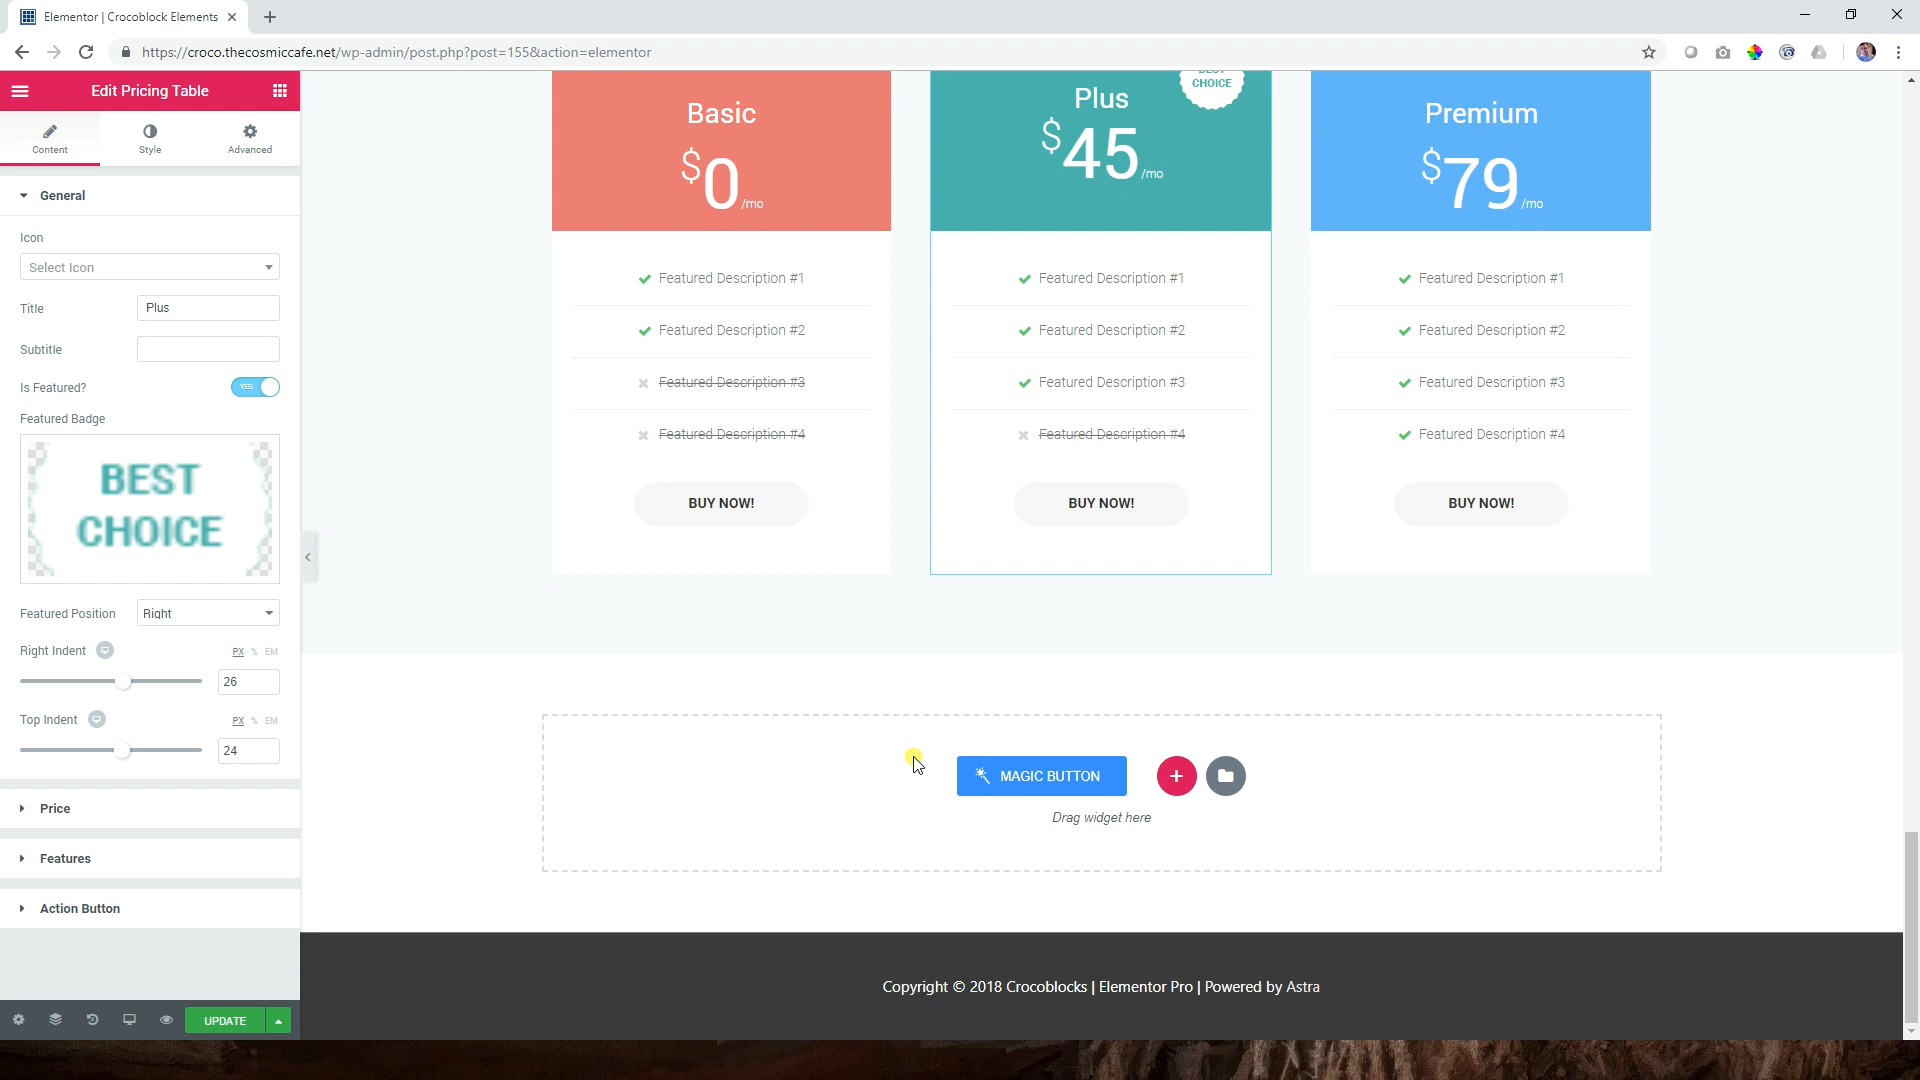 Elementor | Crocoblock Elements
https://croco.thecosmiccafe.net/wp-admin/post.php?post=155&action=elementor
Edit Pricing Table
Content
Style
Advanced
General
Icon
Select Icon
Title
Plus
Subtitle
Is Featured?
YES
Featured Badge
BEST
CHOICE
Featured Position
Right
Right Indent
PX % EM
26
Top Indent
PX % EM
24
Price
Features
Action Button
UPDATE
Basic
$0/mo
Featured Description #1
Featured Description #2
Featured Description #3
Featured Description #4
BUY NOW!
BEST
CHOICE
Plus
$45/mo
Featured Description #1
Featured Description #2
Featured Description #3
Featured Description #4
BUY NOW!
Premium
$79/mo
Featured Description #1
Featured Description #2
Featured Description #3
Featured Description #4
BUY NOW!
MAGIC BUTTON
Drag widget here
Copyright © 2018 Crocoblocks | Elementor Pro | Powered by Astra